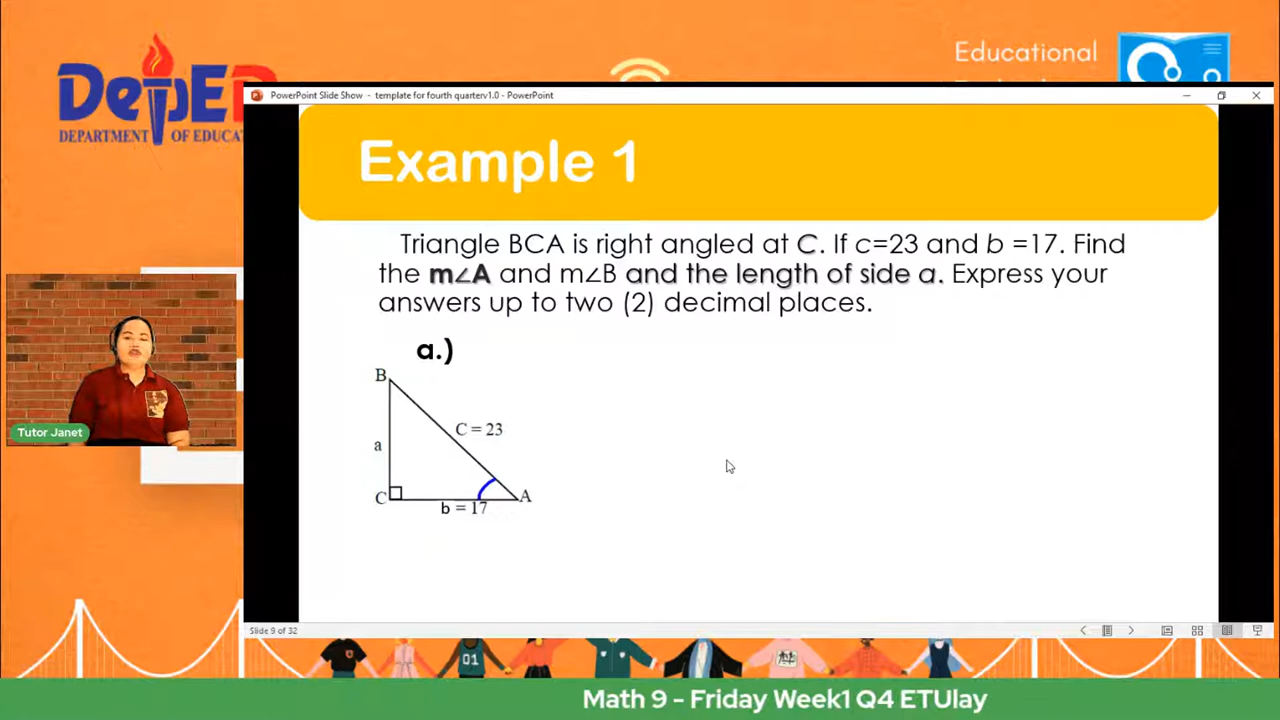 DepED
DEPARTMENT OF EDUCAT
Educational
PowerPoint Slide Show - template for fourth quarterv1.0 - PowerPoint
Example 1
Triangle BCA is right angled at C. If c=23 and b =17. Find
the m∠A and m∠B and the length of side a. Express your
answers up to two (2) decimal places.
a.)
B
C = 23
a
C
A
b = 17
Tutor Janet
Slide 9 of 32
01
Math 9 - Friday Week1 Q4 ETUlay